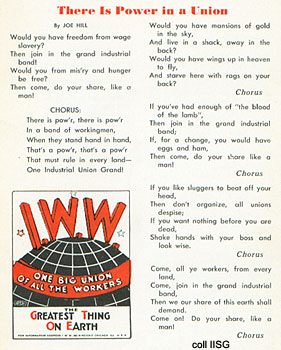 There Is Power in a Union
By JOE HILL
Would you have freedom from wage
slavery?
Then join in the grand industrial
band!
Would you from mis'ry and hunger
be free?
Then come, do your share, like a
man!
CHORUS:
There is pow'r, there is pow'r
In a band of workingmen,
When they stand hand in hand,
That's a pow'r, that's a pow'r
That must rule in every land—
One Industrial Union Grand!
I.W.W.
ONE BIG UNION
OF ALL THE WORKERS
THE
GREATEST THING
ON EARTH
Would you have mansions of gold
in the sky,
And live in a shack, away in the
back?
Would you have wings up in heaven
to fly,
And starve here with rags on your
back?
Chorus
If you've had enough of "the blood
of the lamb",
Then join in the grand industrial
band;
If, for a change, you would have
eggs and ham,
Then come, do your share like a
man!
Chorus
If you like sluggers to beat off your
head,
Then don't organize, all unions
despise;
If you want nothing before you are
dead,
Shake hands with your boss and
look wise.
Chorus
Come, all ye workers, from every
land,
Come, join in the grand industrial
band,
Then we our share of this earth shall
demand.
Come on! Do your share, like a
man!
Chorus
coll IISG